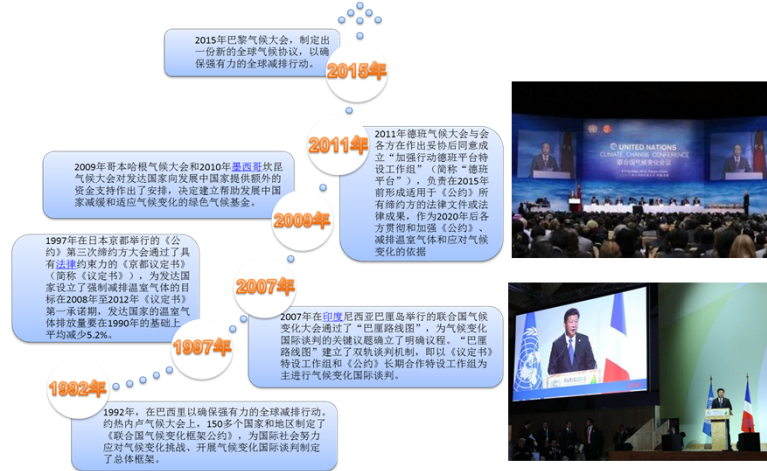 2015年巴黎气候大会，制定出
一份新的全球气候协议，以确
保强有力的全球减排行动。
2015年
2011年
2011年德班气候大会与会
各方在作出妥协后同意成
立“加强行动德班平台特
设工作组”（简称“德班
平台”），负责在2015年
前形成适用于《公约》所
有缔约方的法律文件或法
律成果，作为2020年后各
方贯彻和加强《公约》、
减排温室气体和应对气候
变化的依据
2009年哥本哈根气候大会和2010年墨西哥坎昆
气候大会对发达国家向发展中国家提供额外的
资金支持作出了安排，决定建立帮助发展中国
家减缓和适应气候变化的绿色气候基金。
2009年
1997年在日本京都举行的《公
约》第三次缔约方大会通过了具
有法律约束力的《京都议定书》
（简称《议定书》），为发达国
家设立了强制减排温室气体的目
标在2008年至2012年《议定书》
第一承诺期，发达国家的温室气
体排放量要在1990年的基础上
平均减少5.2%。
2007年
2007年在印度尼西亚巴厘岛举行的联合国气候
变化大会通过了“巴厘路线图”，为气候变化
国际谈判的关键议题确立了明确议程。“巴厘
路线图”建立了双轨谈判机制，即以《议定书》
特设工作组和《公约》长期合作特设工作组为
主进行气候变化国际谈判。
1997年
1992年
1992年，在巴西里以确保强有力的全球减排行动。
约热内卢气候大会上，150多个国家和地区制定了
《联合国气候变化框架公约》，为国际社会努力
应对气候变化挑战、开展气候变化国际谈判制定
了总体框架。
UNITED NATIONS
CLIMATE CHANGE CONFERENCE
联合国气候变化会议